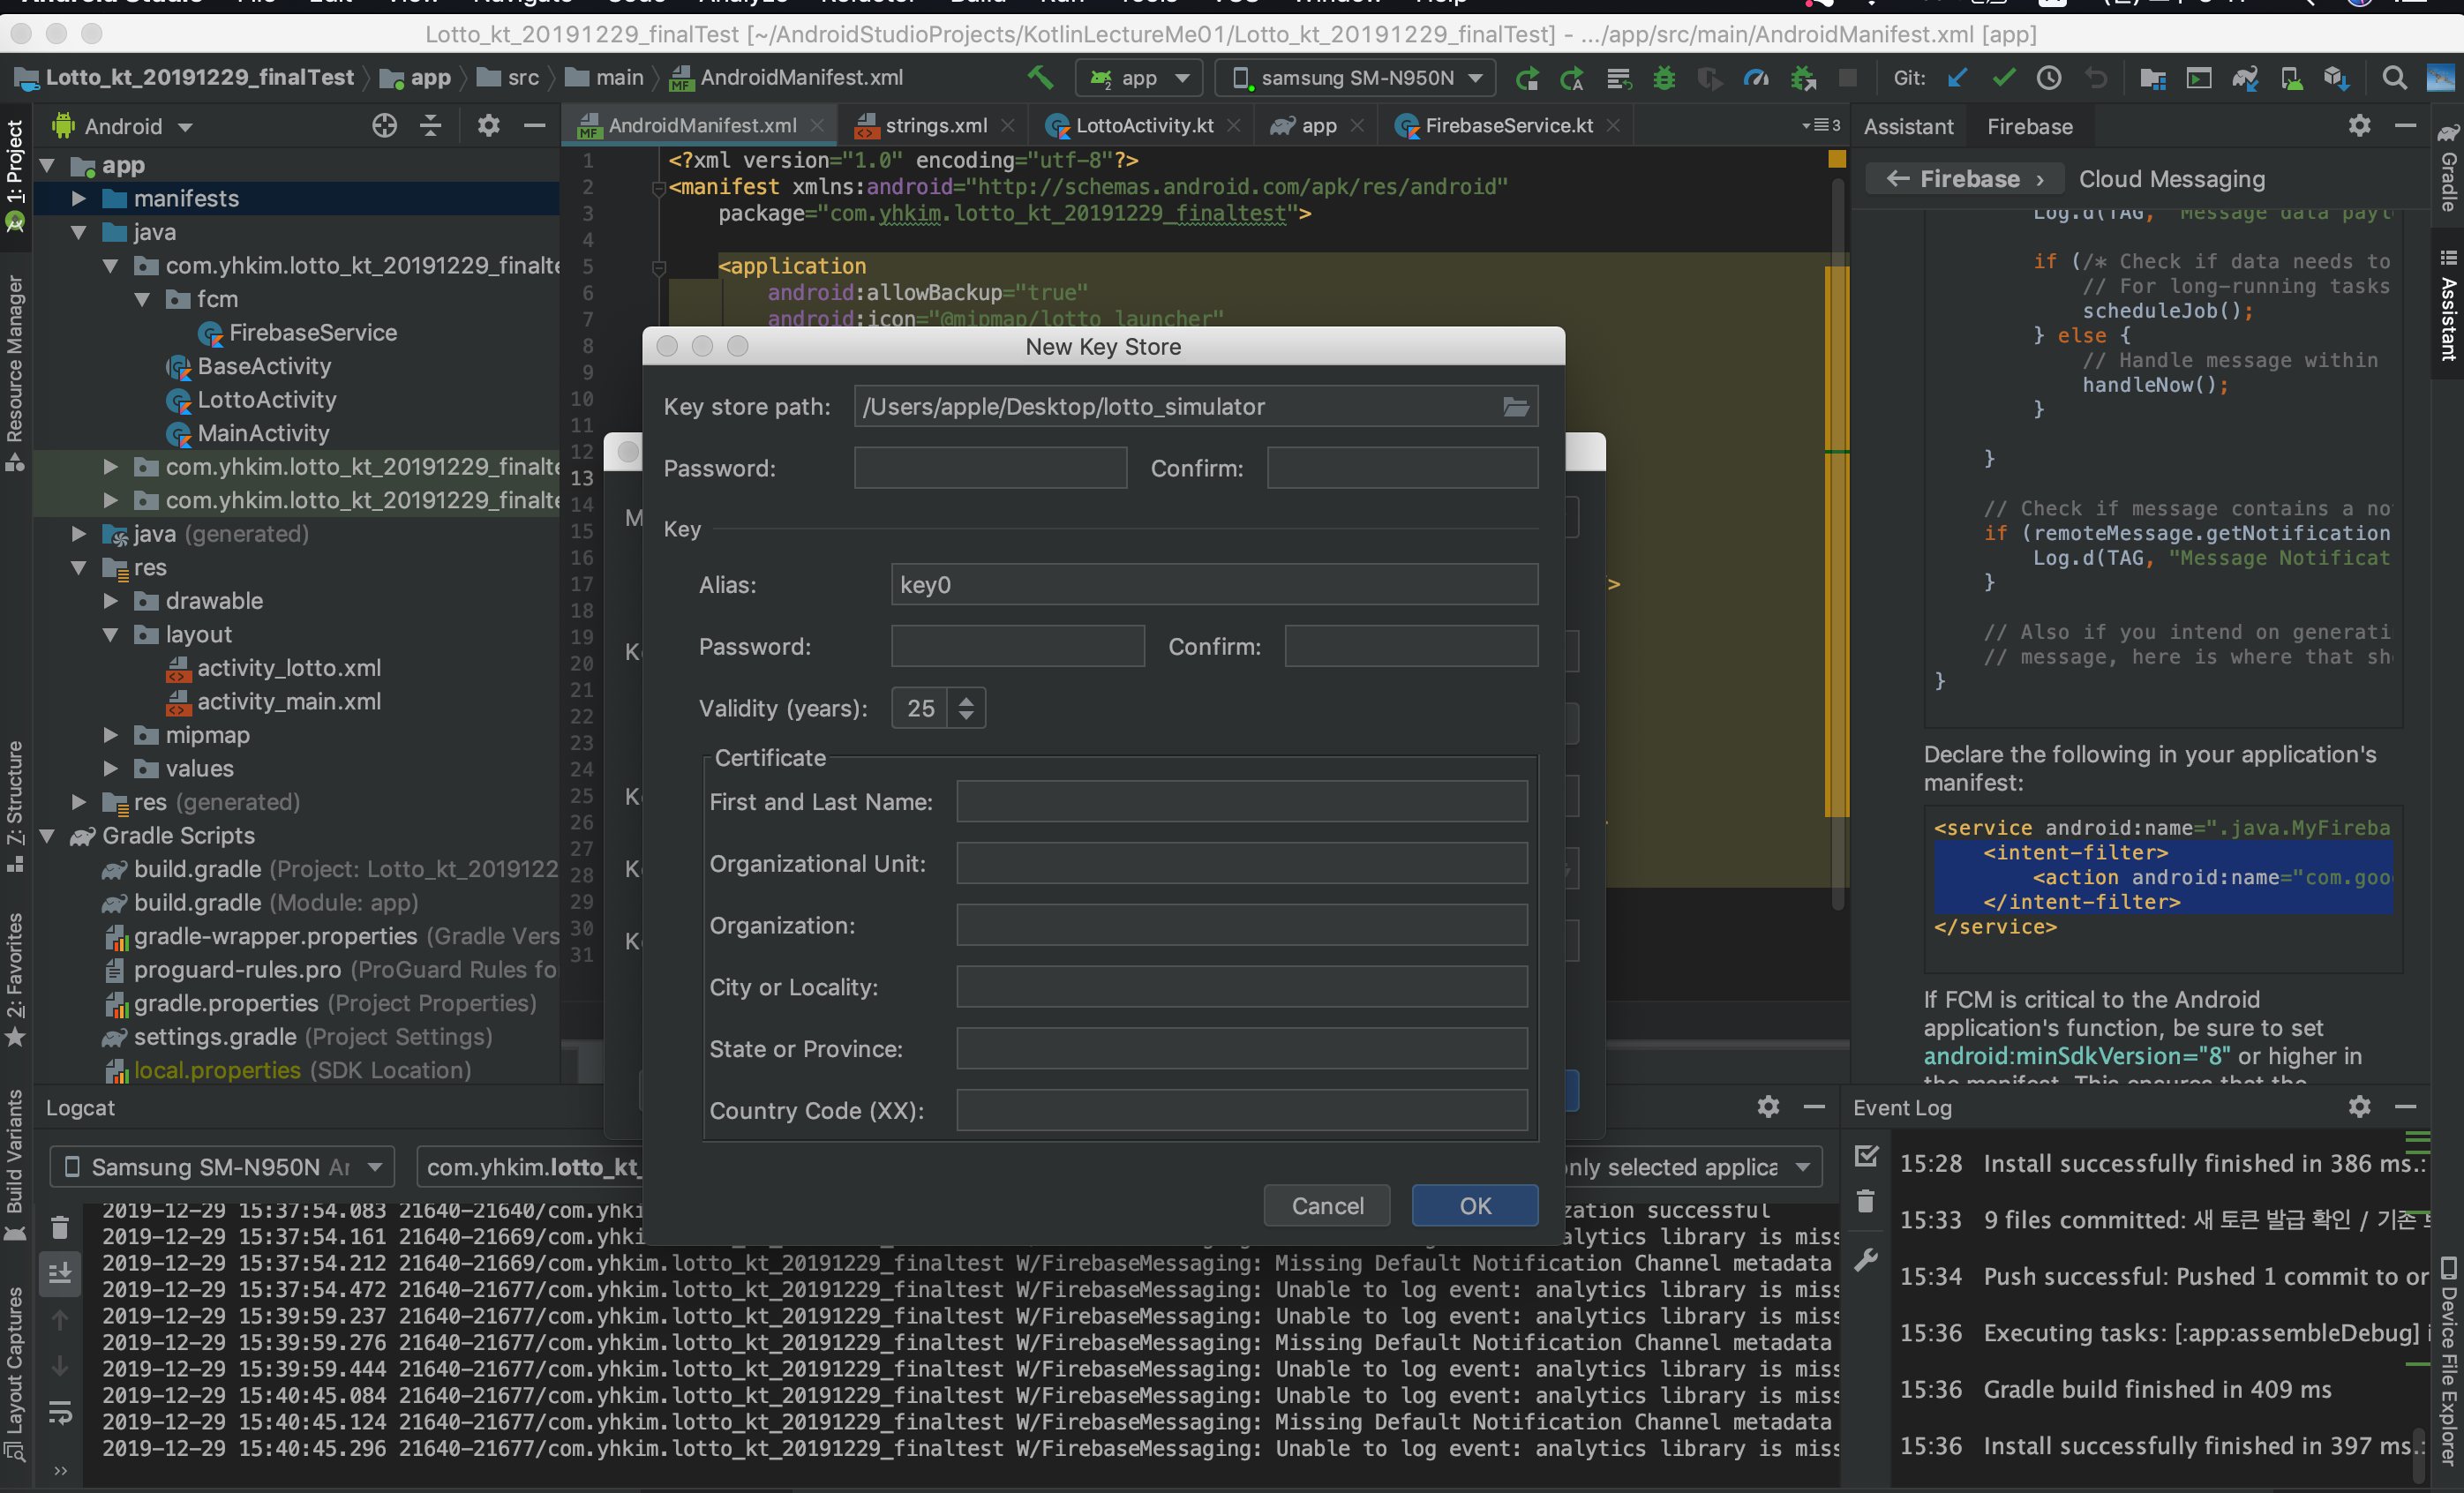 Lotto_kt_20191229_finalTest [~/AndroidStudioProjects/KotlinLectureMe01/Lotto_kt_20191229_finalTest] - .../app/src/main/AndroidManifest.xml [app]
Lotto_kt_20191229_finalTest app src main AndroidManifest.xml app samsung SM-N950N Git:
1: Project
Resource Manager
Z: Structure
2: Favorites
Build Variants
Layout Captures
Android
app
manifests
java
com.yhkim.lotto_kt_20191229_finalte
fcm
FirebaseService
BaseActivity
LottoActivity
MainActivity
com.yhkim.lotto_kt_20191229_finalte
com.yhkim.lotto_kt_20191229_finalte
java (generated)
res
drawable
layout
activity_lotto.xml
activity_main.xml
mipmap
values
res (generated)
Gradle Scripts
build.gradle (Project: Lotto_kt_2019122
build.gradle (Module: app)
gradle-wrapper.properties (Gradle Vers
proguard-rules.pro (ProGuard Rules fo
gradle.properties (Project Properties)
settings.gradle (Project Settings)
local.properties (SDK Location)
AndroidManifest.xml strings.xml LottoActivity.kt app FirebaseService.kt 3
1 <?xml version="1.0" encoding="utf-8"?>
2 <manifest xmlns:android="http://schemas.android.com/apk/res/android"
3 package="com.yhkim.lotto_kt_20191229_finaltest">
4
5 <application
6 android:allowBackup="true"
7 android:icon="@mipmap/lotto_launcher"
8
9
10
11
12
13
14
15
16
17 >
18
19
20
21
22
23
24
25
26
27
28
29
30
31
New Key Store
Key store path: /Users/apple/Desktop/lotto_simulator
Password: Confirm:
Key
Alias: key0
Password: Confirm:
Validity (years): 25
Certificate
First and Last Name:
Organizational Unit:
Organization:
City or Locality:
State or Province:
Country Code (XX):
Cancel OK
Assistant Firebase
Firebase › Cloud Messaging
Log.d(TAG, "Message data payl
if (/* Check if data needs to
// For long-running tasks
scheduleJob();
} else {
// Handle message within
handleNow();
}
}
// Check if message contains a no
if (remoteMessage.getNotification
Log.d(TAG, "Message Notificat
}
// Also if you intend on generati
// message, here is where that sh
}
Declare the following in your application's
manifest:
<service android:name=".java.MyFireba
<intent-filter>
<action android:name="com.goo
</intent-filter>
</service>
If FCM is critical to the Android
application's function, be sure to set
android:minSdkVersion="8" or higher in
the manifest. This ensures that the
Gradle
Assistant
Device File Explorer
Logcat
Samsung SM-N950N Ar com.yhkim.lotto_kt_ only selected applica
2019-12-29 15:37:54.083 21640-21640/com.yhki zation successful
2019-12-29 15:37:54.161 21640-21669/com.yhki alytics library is miss
2019-12-29 15:37:54.212 21640-21669/com.yhkim.lotto_kt_20191229_finaltest W/FirebaseMessaging: Missing Default Notification Channel metadata
2019-12-29 15:37:54.472 21640-21677/com.yhkim.lotto_kt_20191229_finaltest W/FirebaseMessaging: Unable to log event: analytics library is miss
2019-12-29 15:39:59.237 21640-21677/com.yhkim.lotto_kt_20191229_finaltest W/FirebaseMessaging: Unable to log event: analytics library is miss
2019-12-29 15:39:59.276 21640-21677/com.yhkim.lotto_kt_20191229_finaltest W/FirebaseMessaging: Missing Default Notification Channel metadata
2019-12-29 15:39:59.444 21640-21677/com.yhkim.lotto_kt_20191229_finaltest W/FirebaseMessaging: Unable to log event: analytics library is miss
2019-12-29 15:40:45.084 21640-21677/com.yhkim.lotto_kt_20191229_finaltest W/FirebaseMessaging: Unable to log event: analytics library is miss
2019-12-29 15:40:45.124 21640-21677/com.yhkim.lotto_kt_20191229_finaltest W/FirebaseMessaging: Missing Default Notification Channel metadata
2019-12-29 15:40:45.296 21640-21677/com.yhkim.lotto_kt_20191229_finaltest W/FirebaseMessaging: Unable to log event: analytics library is miss
Event Log
15:28 Install successfully finished in 386 ms.:
15:33 9 files committed: 새 토큰 발급 확인 / 기존
15:34 Push successful: Pushed 1 commit to or
15:36 Executing tasks: [:app:assembleDebug] i
15:36 Gradle build finished in 409 ms
15:36 Install successfully finished in 397 ms.: